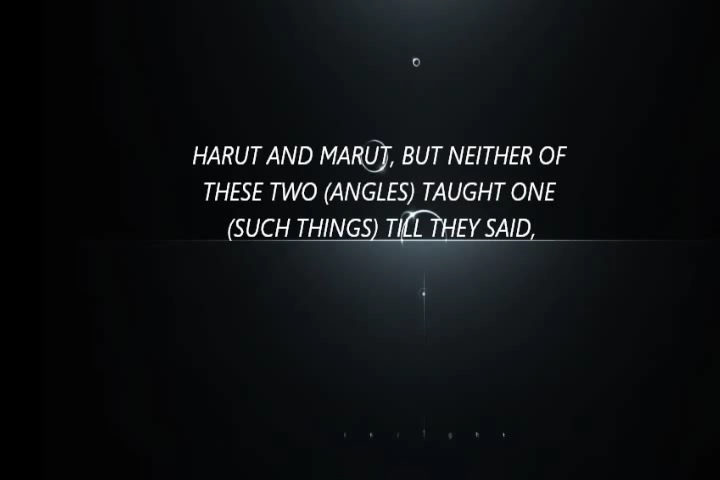 HARUT AND MARUT, BUT NEITHER OF
THESE TWO (ANGLES) TAUGHT ONE
(SUCH THINGS) TILL THEY SAID,